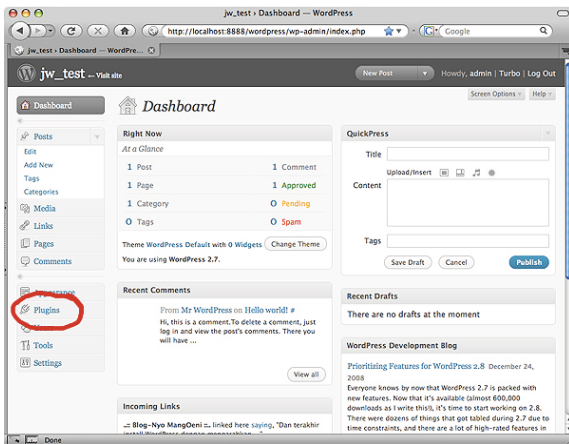 jw_test › Dashboard — WordPress
http://localhost:8888/wordpress/wp-admin/index.php
Google
jw_test › Dashboard — WordPre...
jw_test ← Visit site
New Post
Howdy, admin | Turbo | Log Out
Screen Options
Help
Dashboard
Posts
Edit
Add New
Tags
Categories
Media
Links
Pages
Comments
Appearance
Plugins
Users
Tools
Settings
Dashboard
Right Now
At a Glance
1 Post 1 Comment
1 Page 1 Approved
1 Category 0 Pending
0 Tags 0 Spam
Theme WordPress Default with 0 Widgets
Change Theme
You are using WordPress 2.7.
Recent Comments
From Mr WordPress on Hello world! #
Hi, this is a comment.To delete a comment, just
log in and view the post's comments. There you
will have ...
View all
Incoming Links
..:: Blog-Nyo MangOeni ::.. linked here saying, "Dan terakhir
install WordPress dengan mengarahkan
QuickPress
Title
Upload/Insert
Content
Tags
Save Draft
Cancel
Publish
Recent Drafts
There are no drafts at the moment
WordPress Development Blog
Prioritizing Features for WordPress 2.8 December 24,
2008
Everyone knows by now that WordPress 2.7 is packed with
new features. Now that it's available (almost 600,000
downloads as I write this!), it's time to start working on 2.8.
There were dozens of things that got tabled during 2.7 due to
time constraints, and there are a lot of high-rated features in
Done